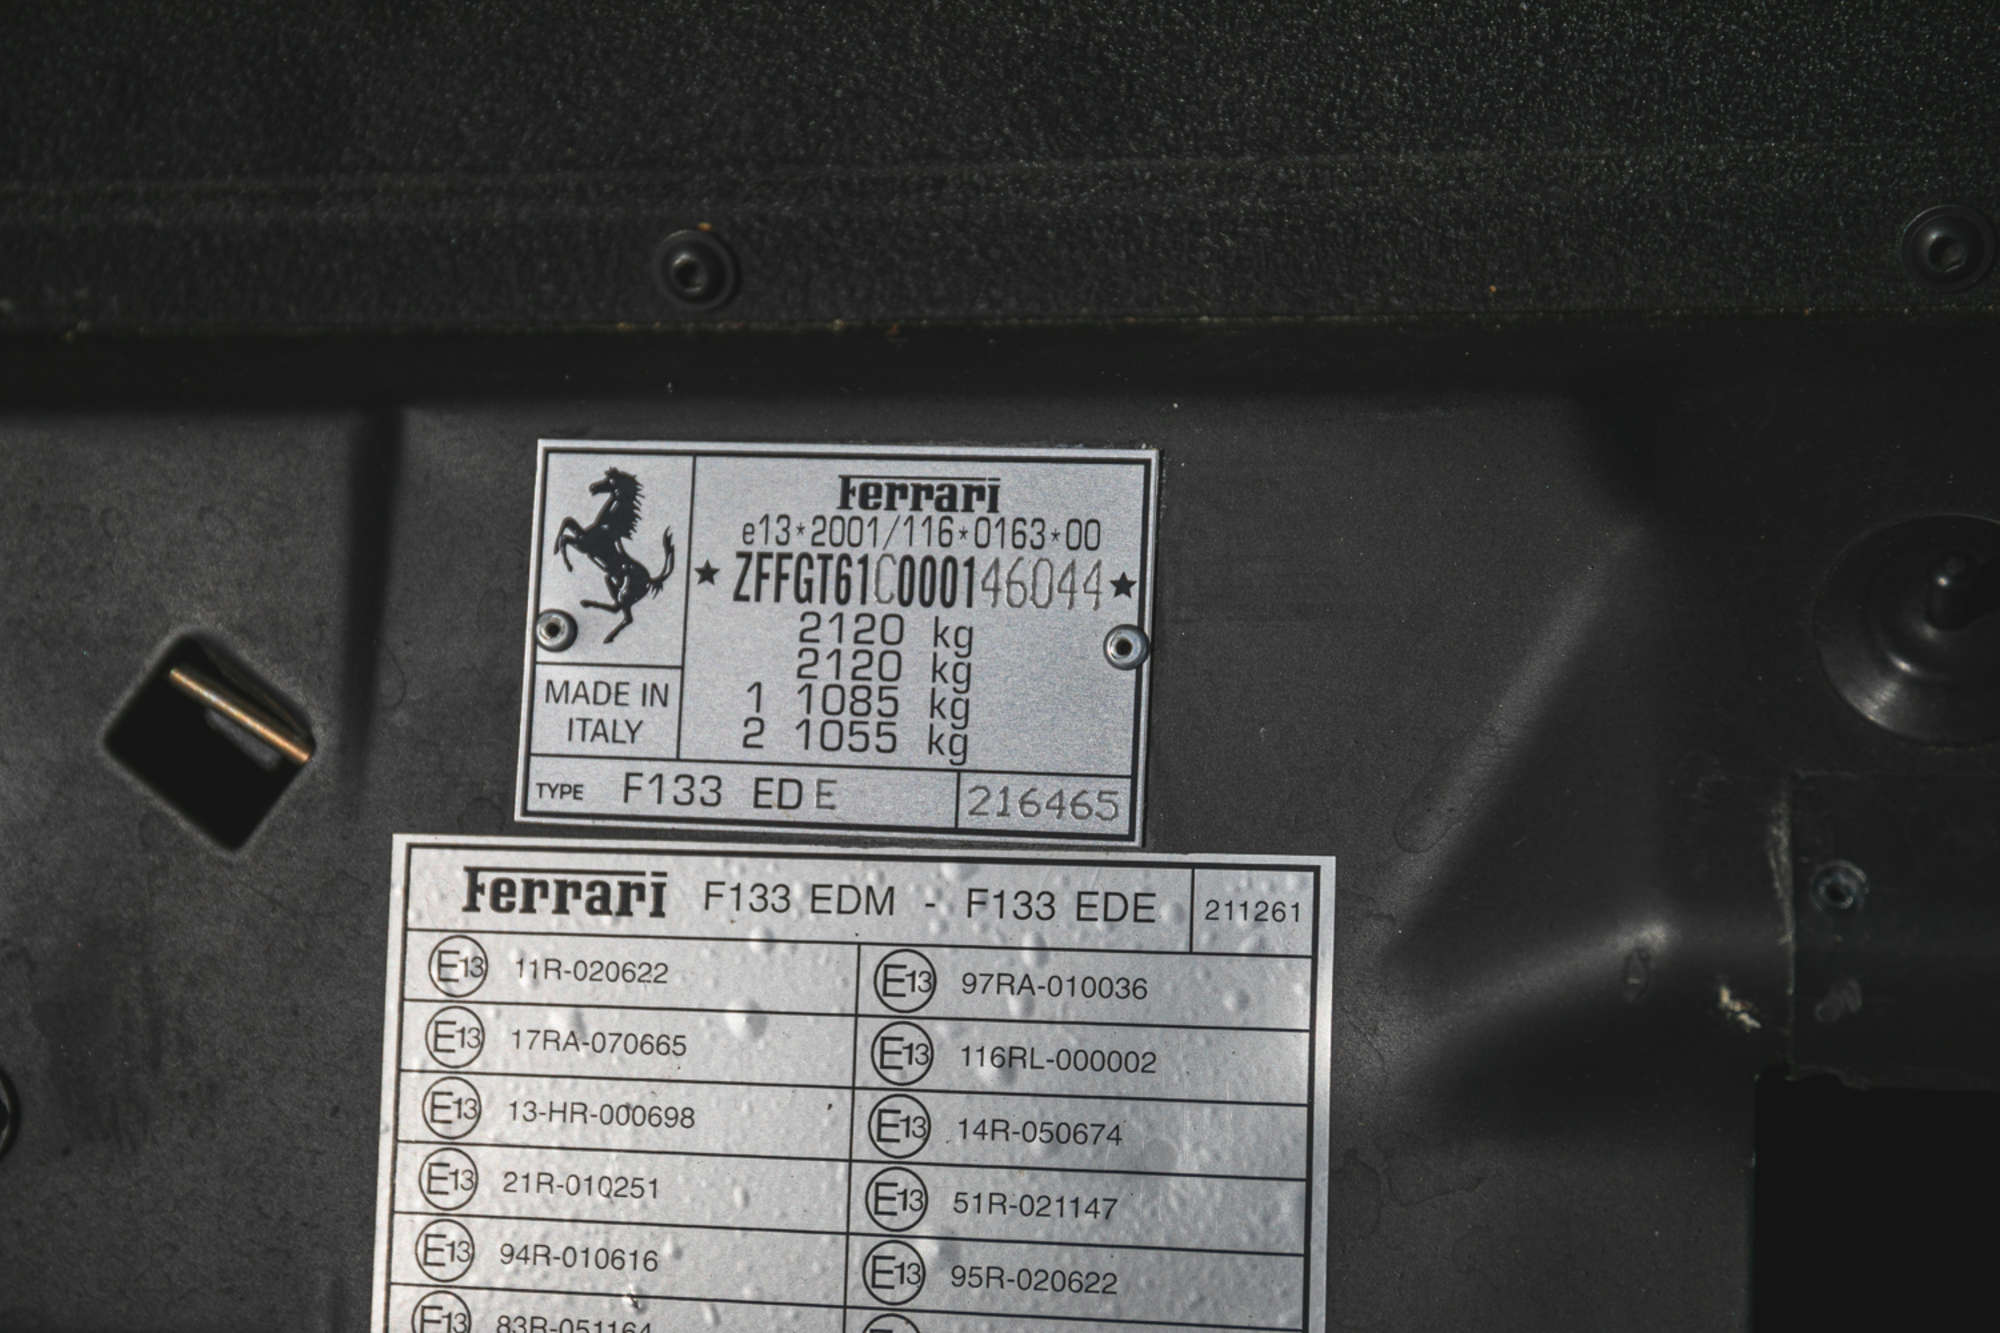 Ferrari
e13*2001/116*0163*00
★ ZFFGT61C000146044 ★
2120 kg
2120 kg
1 1085 kg
2 1055 kg
MADE IN
ITALY
TYPE F133 EDE 216465
Ferrari F133 EDM - F133 EDE 211261
E13 11R-020622 E13 97RA-010036
E13 17RA-070665 E13 116RL-000002
E13 13-HR-000698 E13 14R-050674
E13 21R-010251 E13 51R-021147
E13 94R-010616 E13 95R-020622
E13 83R-051164